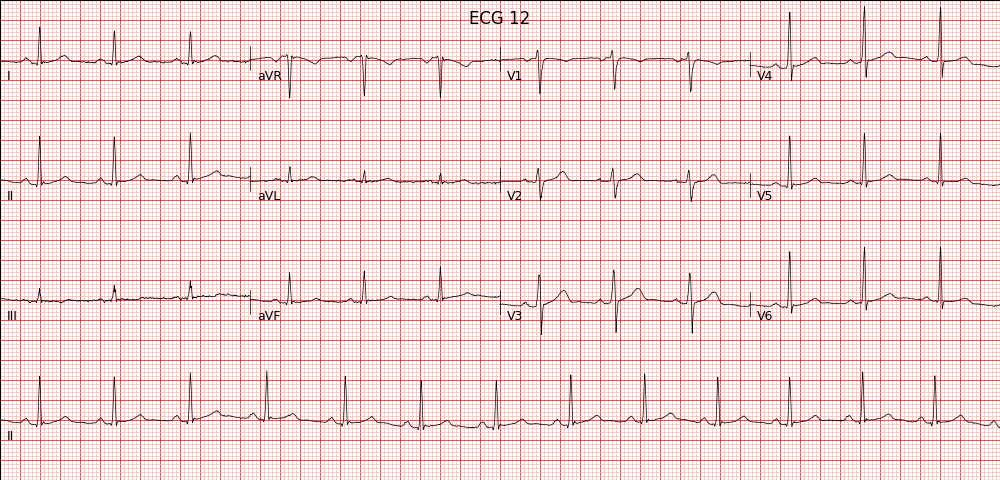 ECG 12
I aVR V1 V4
II aVL V2 V5
III aVF V3 V6
II